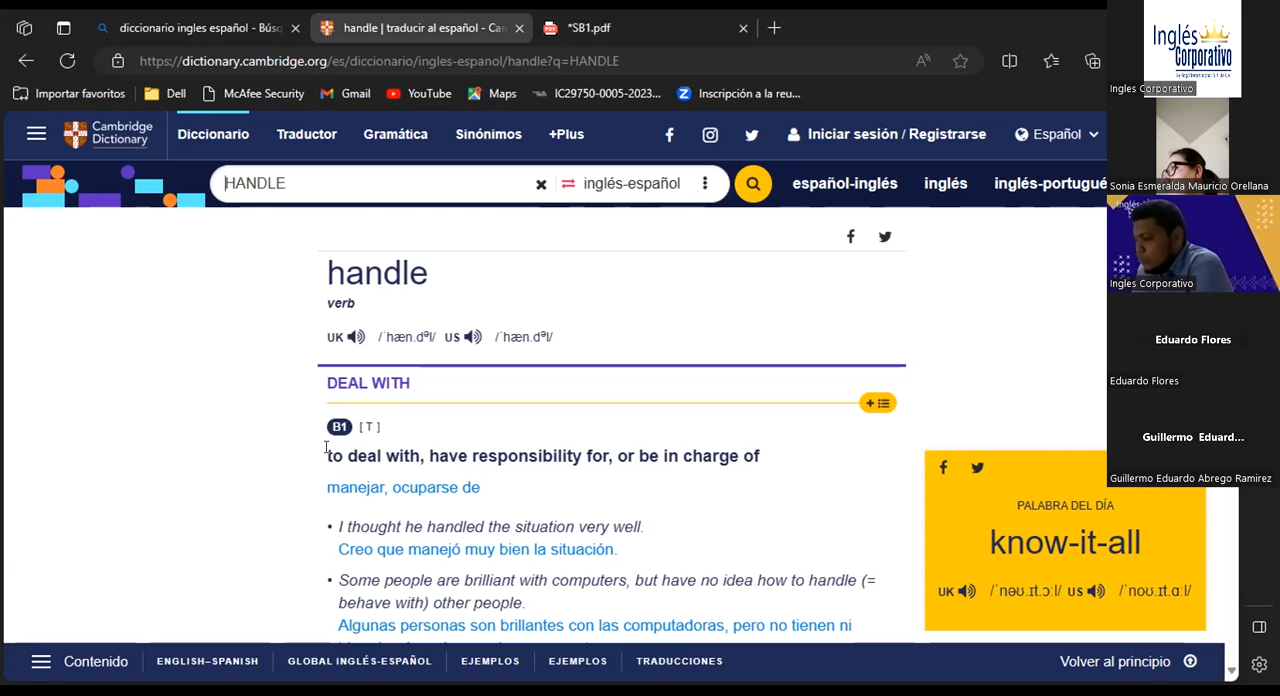 diccionario ingles español - Búsq
handle | traducir al español - Can
*SB1.pdf
https://dictionary.cambridge.org/es/diccionario/ingles-espanol/handle?q=HANDLE
Importar favoritos
Dell
McAfee Security
Gmail
YouTube
Maps
IC29750-0005-2023...
Inscripción a la reu...
Cambridge
Dictionary
Diccionario
Traductor
Gramática
Sinónimos
+Plus
Iniciar sesión / Registrarse
Español
HANDLE
inglés-español
español-inglés
inglés
inglés-portugué
handle
verb
UK /ˈhæn.dᵊl/ US /ˈhæn.dᵊl/
DEAL WITH
B1 [ T ]
to deal with, have responsibility for, or be in charge of
manejar, ocuparse de
• I thought he handled the situation very well.
Creo que manejó muy bien la situación.
• Some people are brilliant with computers, but have no idea how to handle (=
behave with) other people.
Algunas personas son brillantes con las computadoras, pero no tienen ni
PALABRA DEL DÍA
know-it-all
UK /ˈnəʊ.ɪt.ɔːl/ US /ˈnoʊ.ɪt.ɑːl/
Contenido
ENGLISH–SPANISH
GLOBAL INGLÉS-ESPAÑOL
EJEMPLOS
EJEMPLOS
TRADUCCIONES
Volver al principio
Inglés
Corporativo
Ingles Corporativo
Sonia Esmeralda Mauricio Orellana
Ingles Corporativo
Eduardo Flores
Eduardo Flores
Guillermo Eduard...
Guillermo Eduardo Abrego Ramirez